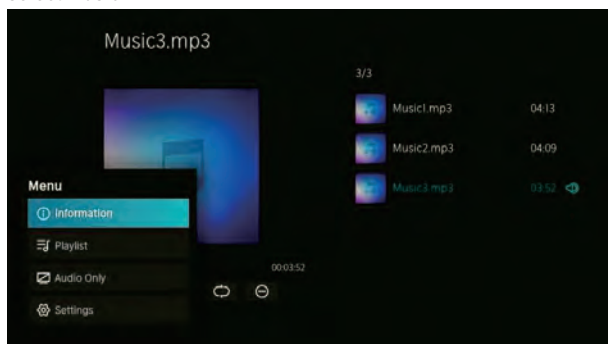 Music3.mp3
3/3
Music1.mp3 04:13
Music2.mp3 04:09
Music3.mp3 03:52
Menu
Information
Playlist
Audio Only
Settings
00:03:52